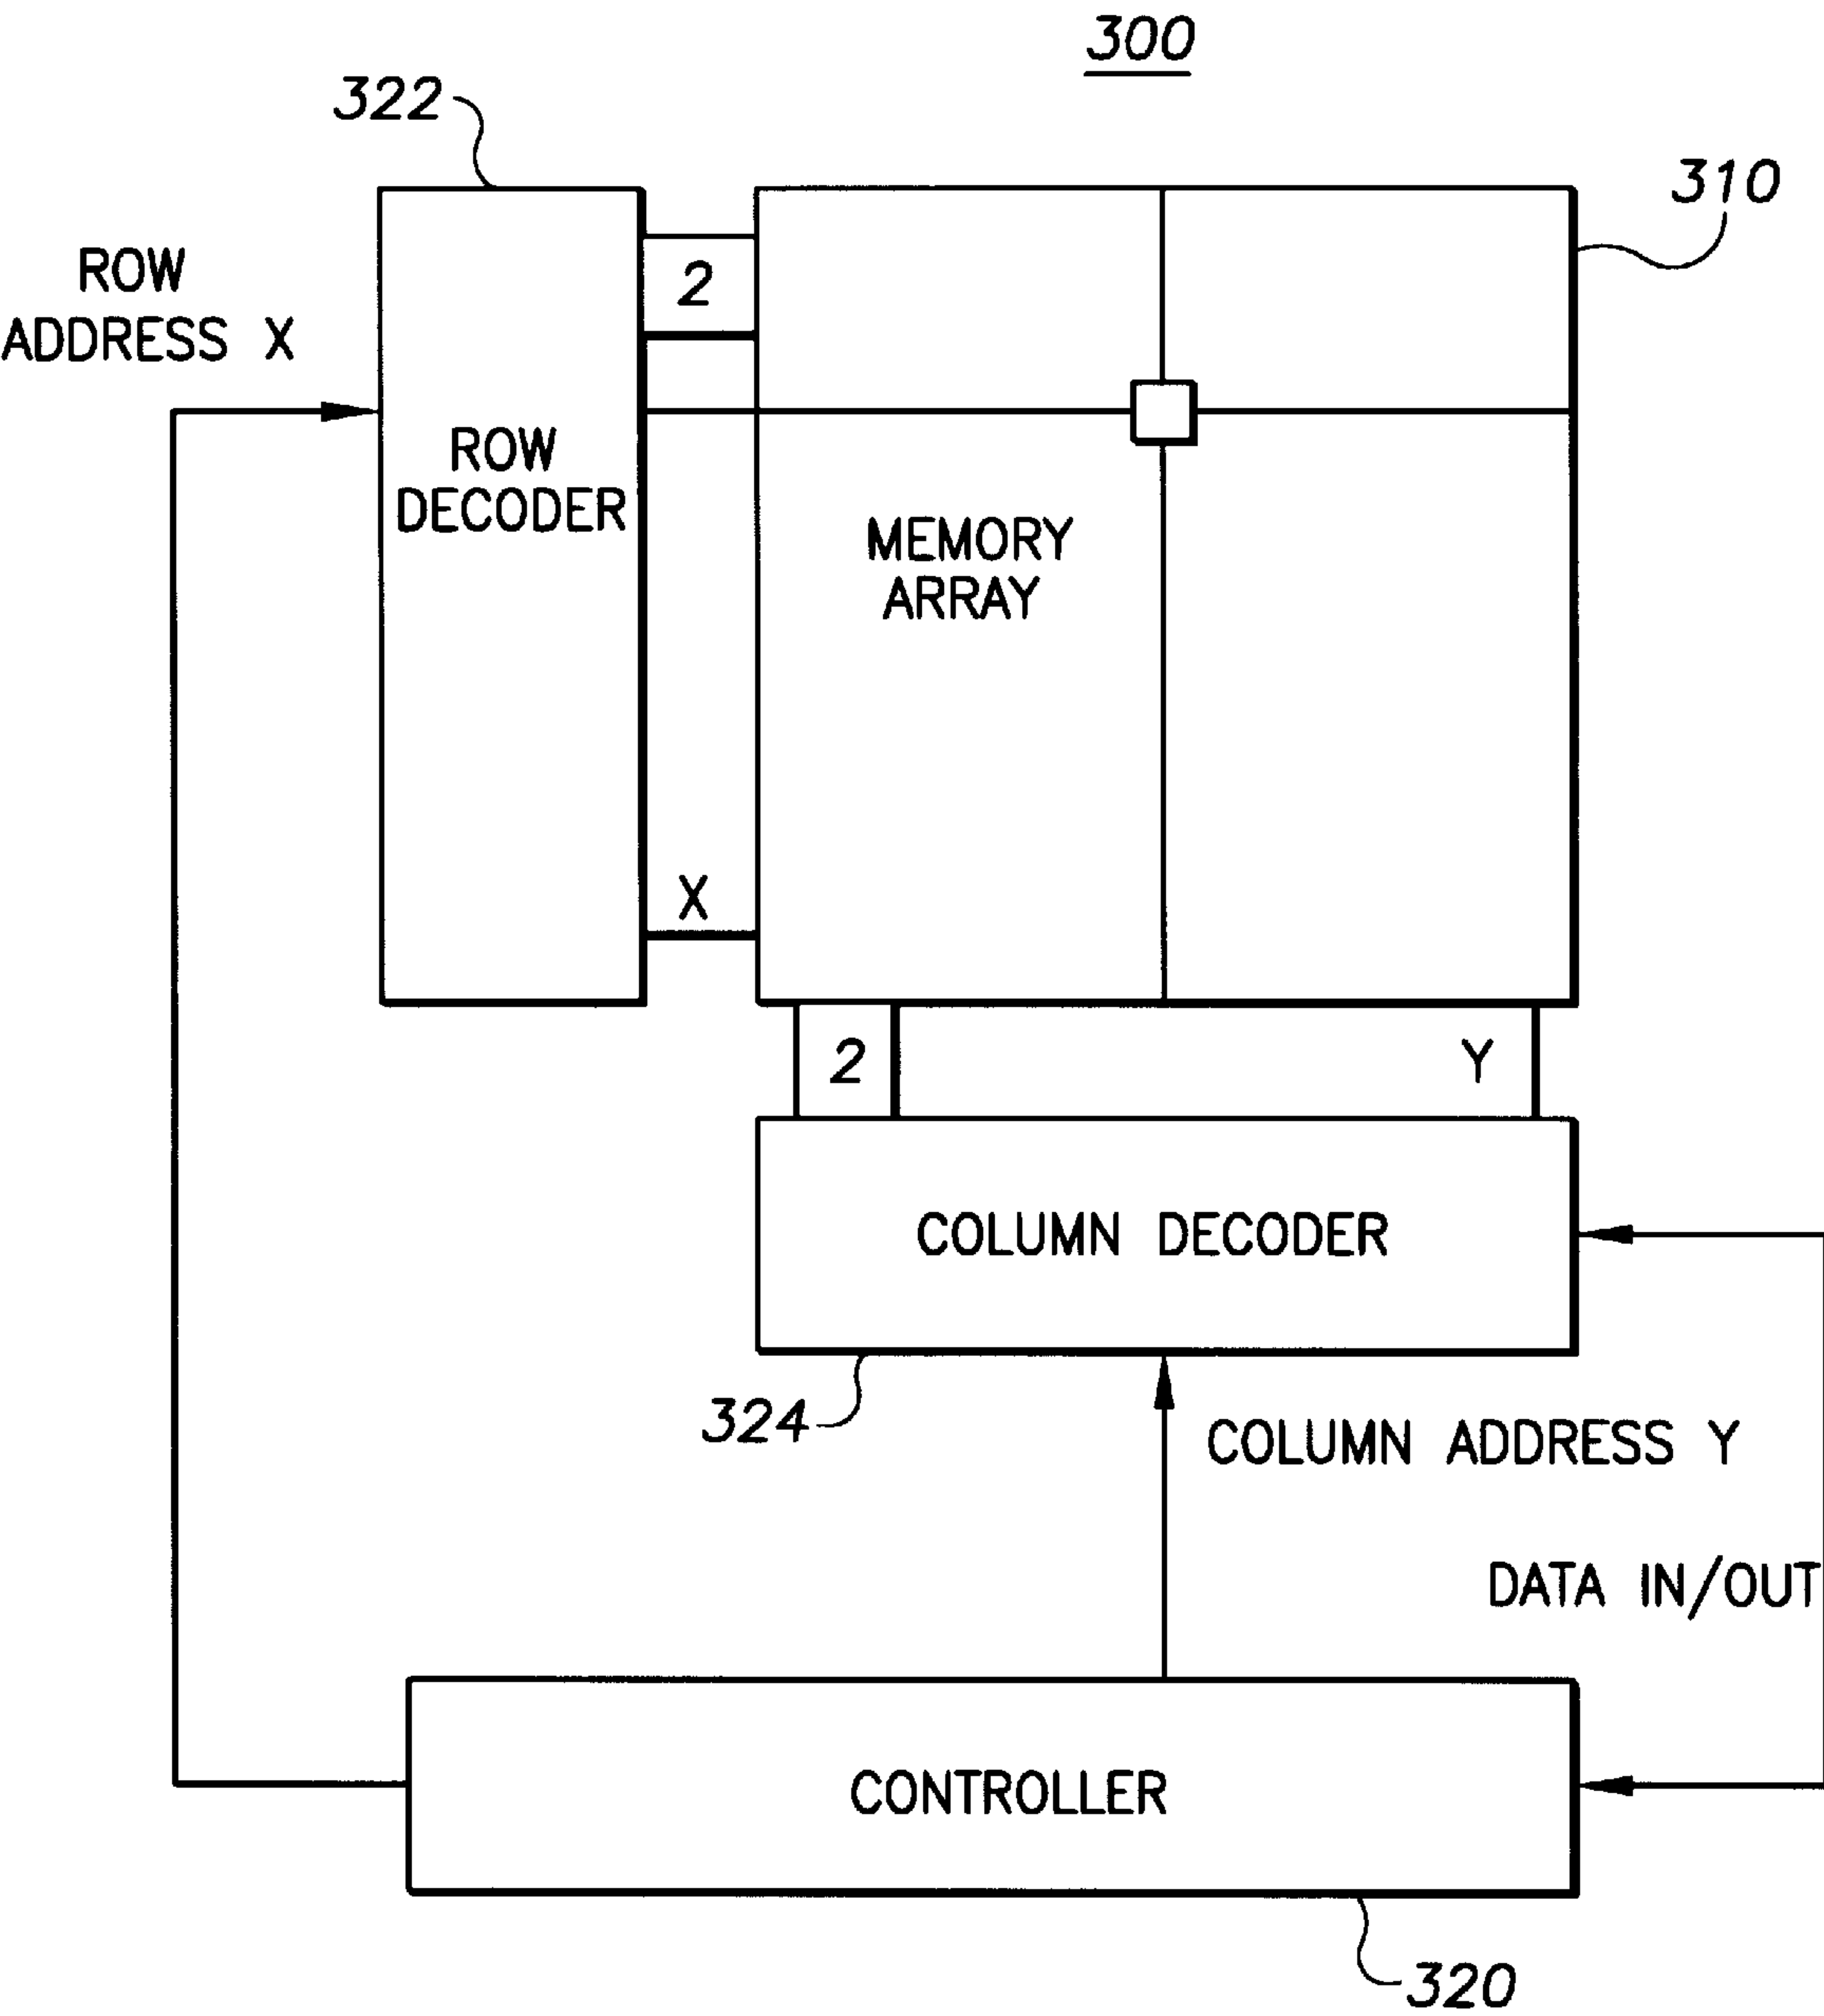 300
322
310
ROW
ADDRESS X
2
ROW
DECODER
MEMORY
ARRAY
X
2
Y
COLUMN DECODER
324
COLUMN ADDRESS Y
DATA IN/OUT
CONTROLLER
320